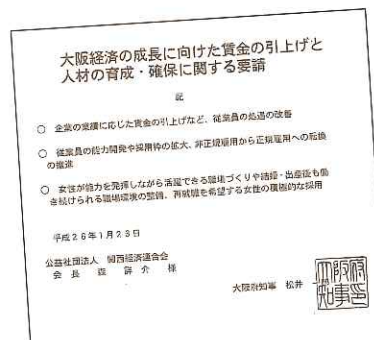 大阪経済の成長に向けた賃金の引上げと
人材の育成・確保に関する要請
記
○ 企業の業績に応じた賃金の引上げなど、従業員の処遇の改善
○ 従業員の能力開発や採用枠の拡大、非正規雇用から正規雇用への転換
の推進
○ 女性が能力を発揮しながら活躍できる職場づくりや結婚・出産後も働
き続けられる職場環境の整備、再就職を希望する女性の積極的な採用
平成26年1月23日
公益社団法人 関西経済連合会
会長 森 詳介 様
大阪府知事 松井